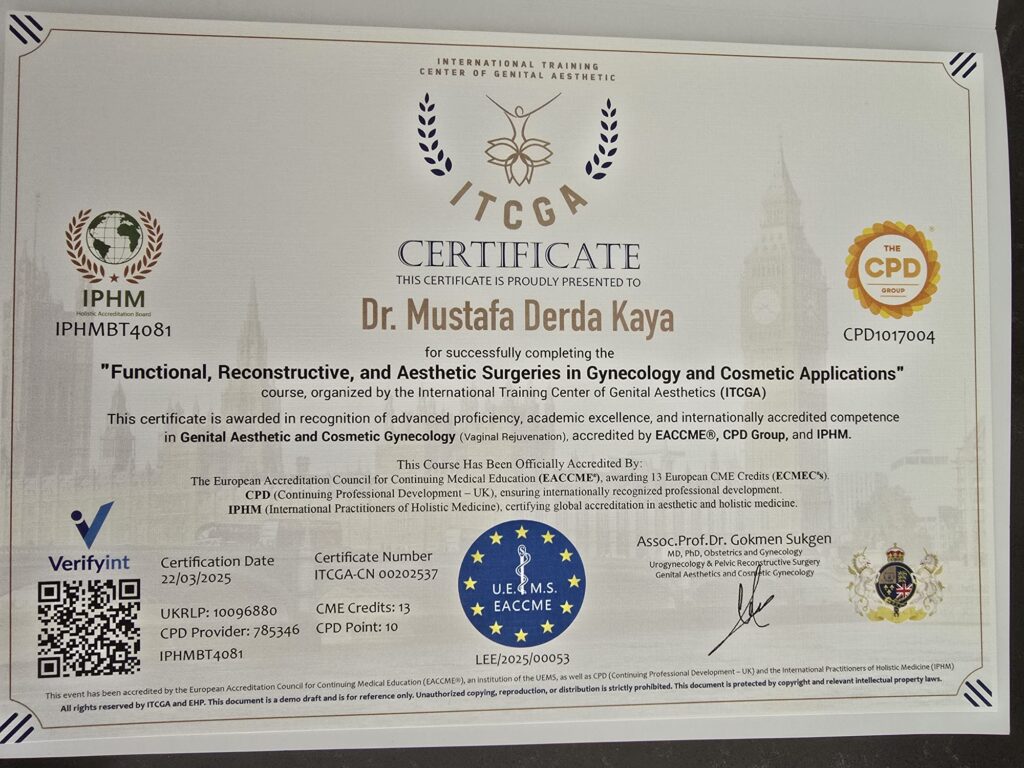 INTERNATIONAL TRAINING
CENTER OF GENITAL AESTHETIC
ITCGA
CERTIFICATE
THIS CERTIFICATE IS PROUDLY PRESENTED TO
Dr. Mustafa Derda Kaya
IPHM
Holistic Accreditation Board
IPHMBT4081
THE
CPD
GROUP
®
CPD1017004
for successfully completing the
"Functional, Reconstructive, and Aesthetic Surgeries in Gynecology and Cosmetic Applications"
course, organized by the International Training Center of Genital Aesthetics (ITCGA)
This certificate is awarded in recognition of advanced proficiency, academic excellence, and internationally accredited competence
in Genital Aesthetic and Cosmetic Gynecology (Vaginal Rejuvenation), accredited by EACCME®, CPD Group, and IPHM.
This Course Has Been Officially Accredited By:
The European Accreditation Council for Continuing Medical Education (EACCME®), awarding 13 European CME Credits (ECMEC®s).
CPD (Continuing Professional Development – UK), ensuring internationally recognized professional development.
IPHM (International Practitioners of Holistic Medicine), certifying global accreditation in aesthetic and holistic medicine.
Verifyint
Certification Date
22/03/2025
UKRLP: 10096880
CPD Provider: 785346
IPHMBT4081
Certificate Number
ITCGA-CN 00202537
CME Credits: 13
CPD Point: 10
U.E.M.S.
EACCME
LEE/2025/00053
Assoc.Prof.Dr. Gokmen Sukgen
MD, PhD, Obstetrics and Gynecology
Urogynecology & Pelvic Reconstructive Surgery
Genital Aesthetics and Cosmetic Gynecology
This event has been accredited by the European Accreditation Council for Continuing Medical Education (EACCME®), an institution of the UEMS, as well as CPD (Continuing Professional Development – UK) and the International Practitioners of Holistic Medicine (IPHM)
All rights reserved by ITCGA and EHP. This document is a demo draft and is for reference only. Unauthorized copying, reproduction, or distribution is strictly prohibited. This document is protected by copyright and relevant intellectual property laws.